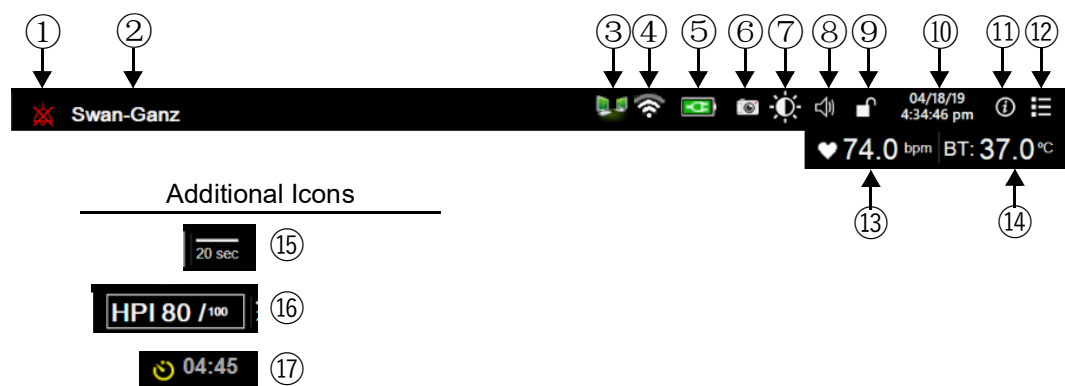 ① ② ③ ④ ⑤ ⑥ ⑦ ⑧ ⑨ ⑩ ⑪ ⑫
Swan-Ganz 04/18/19
4:34:46 pm
74.0 bpm BT: 37.0 ºC
⑬ ⑭
Additional Icons
20 sec ⑮
HPI 80 /100 ⑯
04:45 ⑰